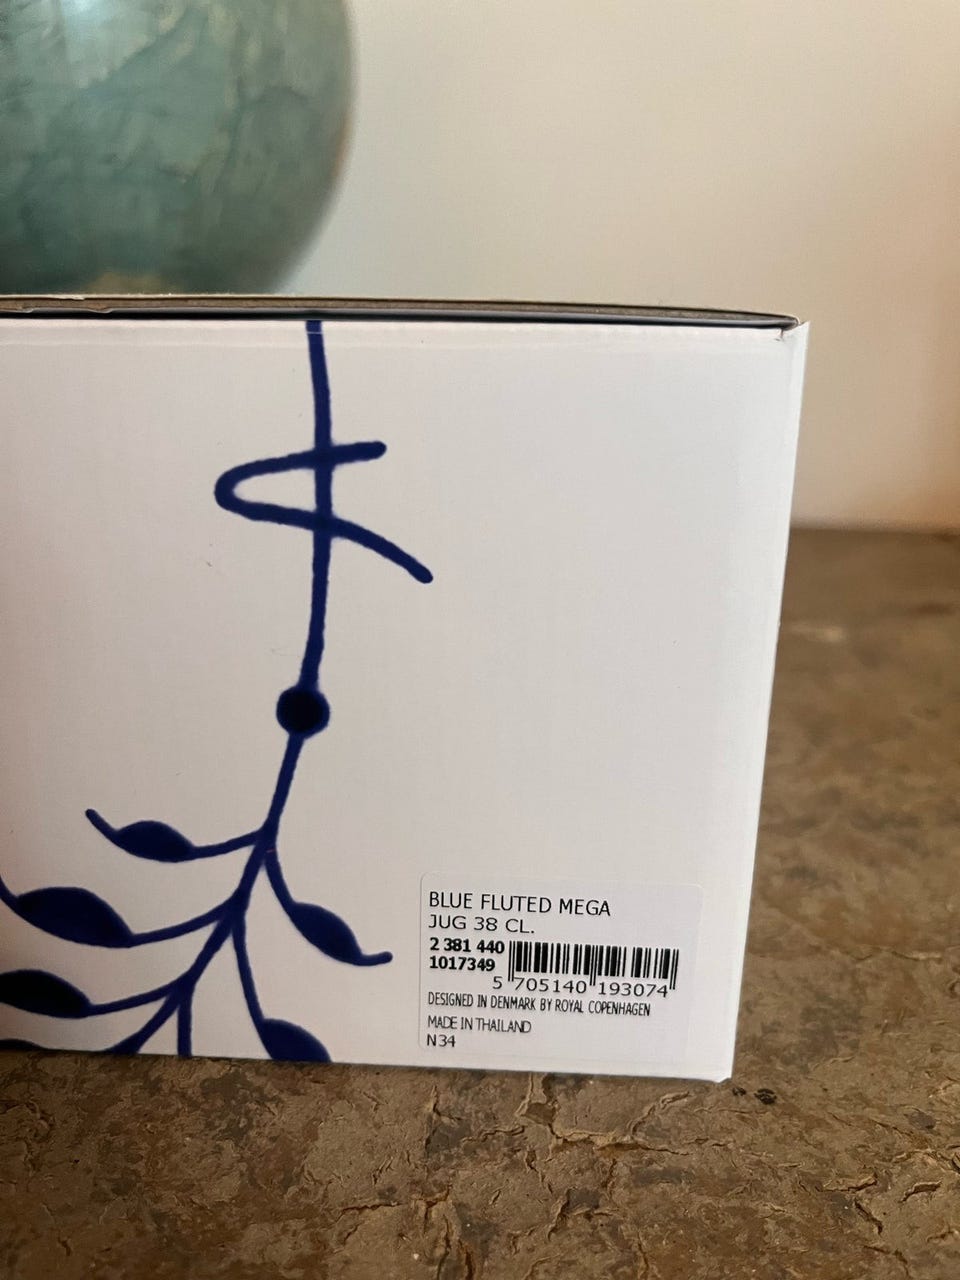 BLUE FLUTED MEGA
JUG 38 CL.
2 381 440
1017349
5 705140 193074
DESIGNED IN DENMARK BY ROYAL COPENHAGEN
MADE IN THAILAND
N34